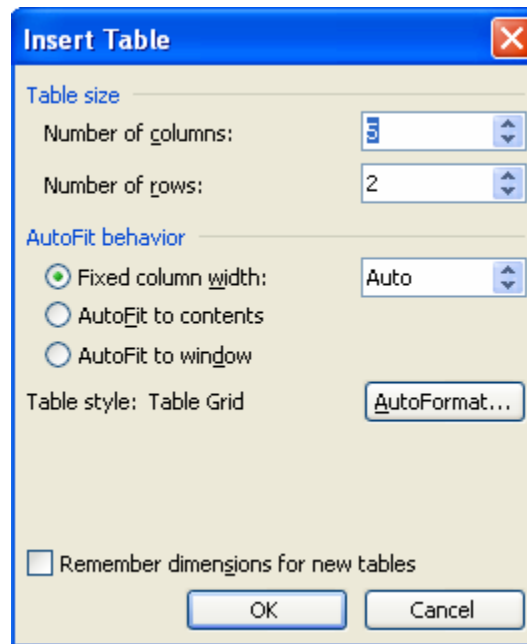 Insert Table
Table size
Number of columns: 5
Number of rows: 2
AutoFit behavior
Fixed column width: Auto
AutoFit to contents
AutoFit to window
Table style: Table Grid AutoFormat...
Remember dimensions for new tables
OK Cancel